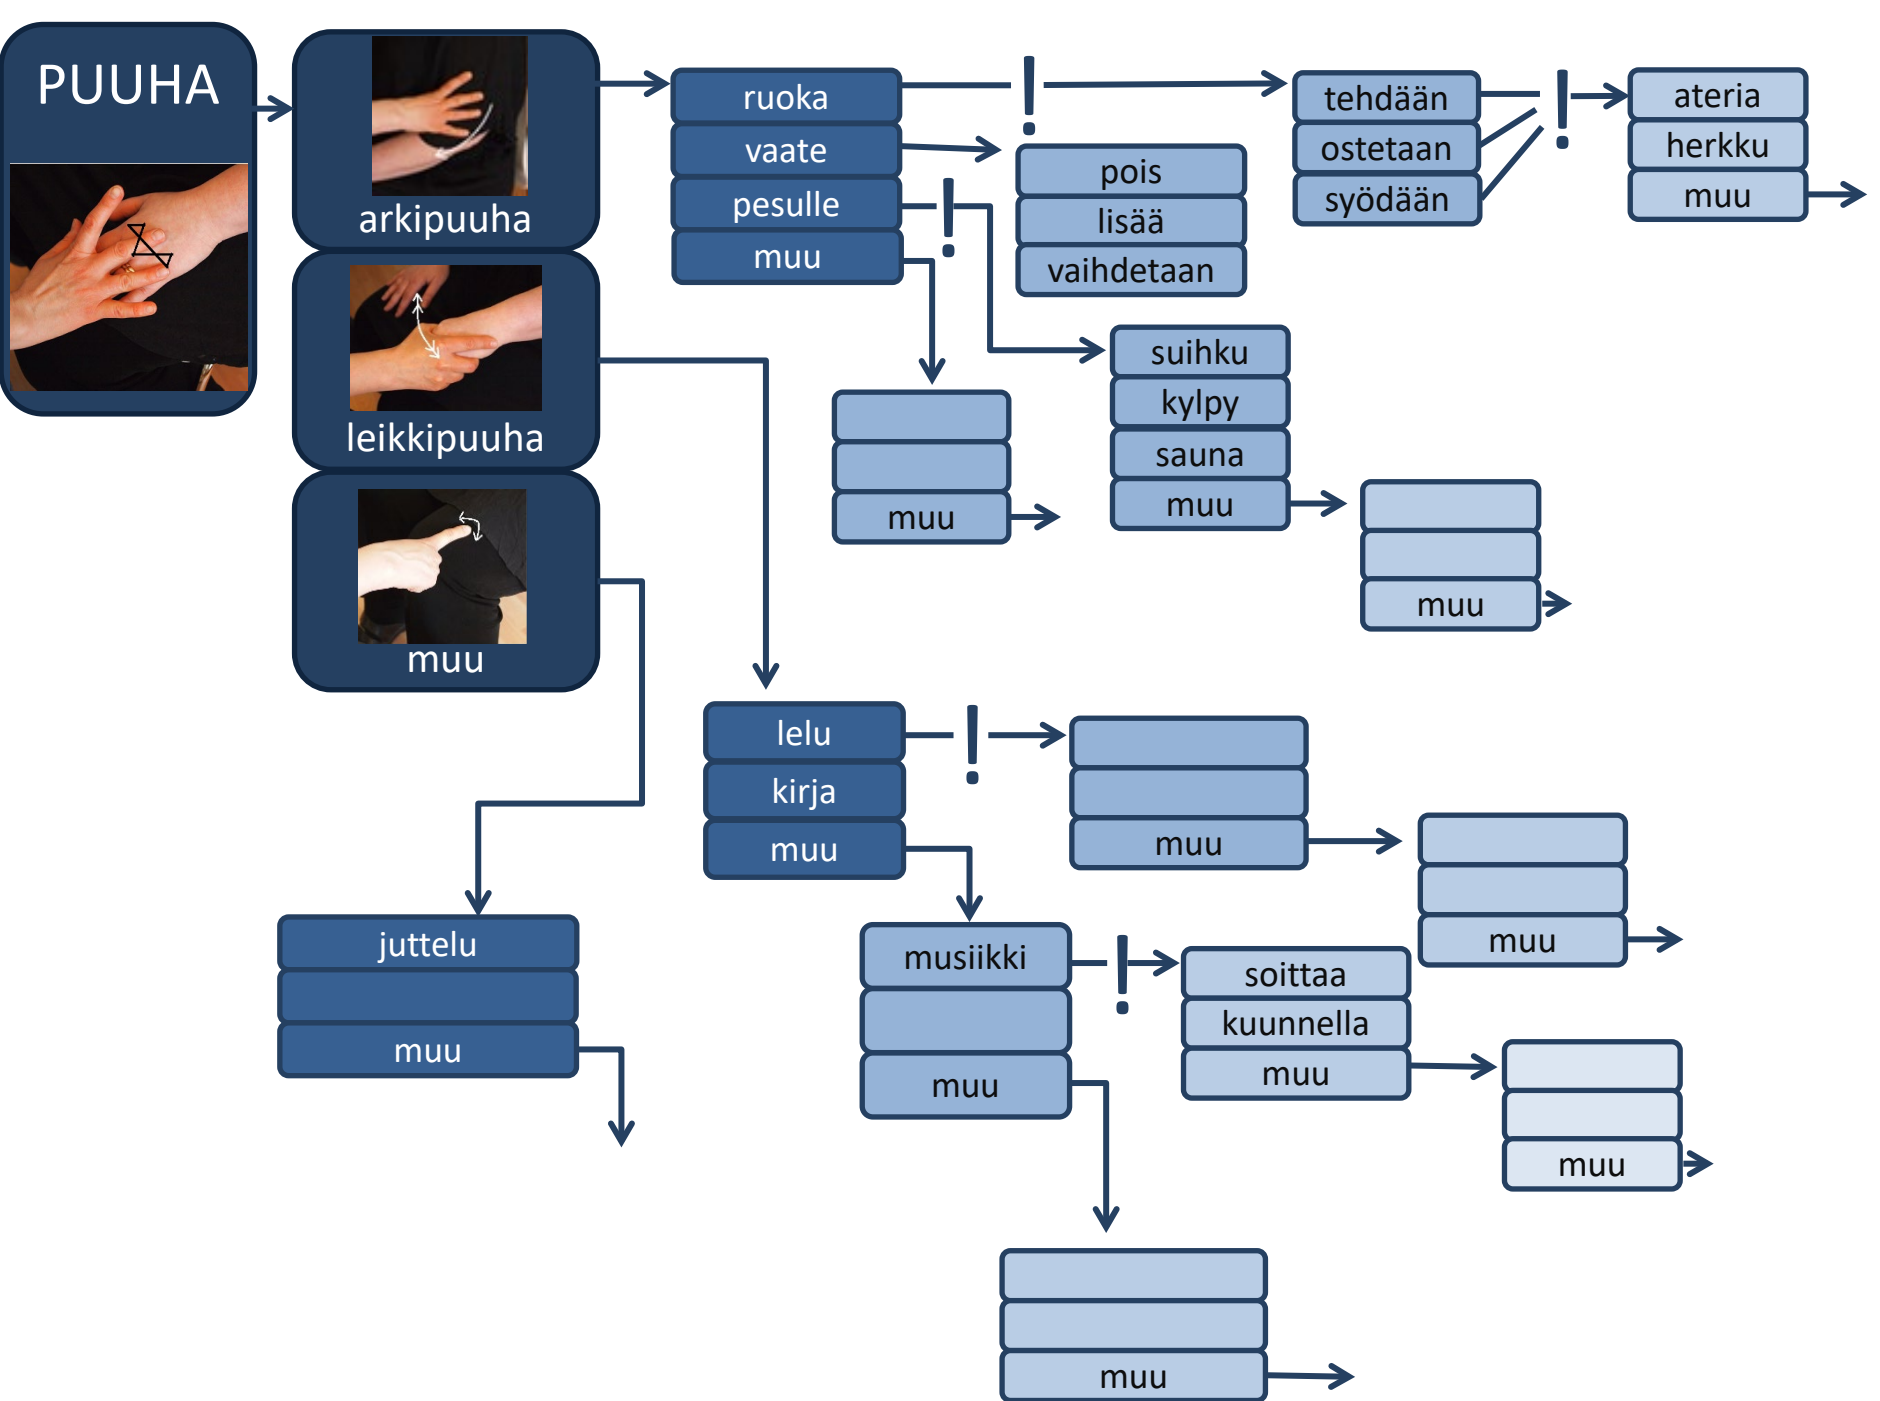 PUUHA
arkipuuha
leikkipuuha
muu
ruoka
vaate
pesulle
muu
!
!
pois
lisää
vaihdetaan
tehdään
ostetaan
syödään
!
ateria
herkku
muu
suihku
kylpy
sauna
muu
muu
muu
lelu
kirja
muu
!
muu
muu
juttelu
muu
musiikki
muu
!
soittaa
kuunnella
muu
muu
muu